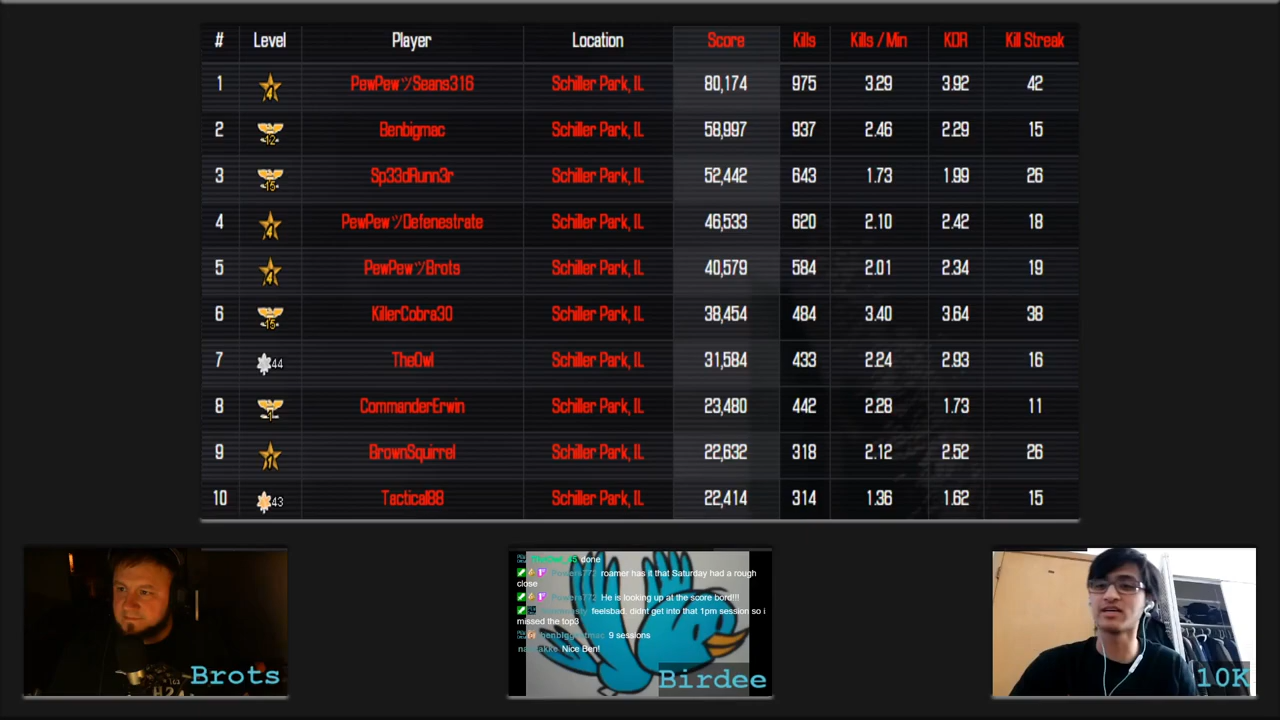 # Level Player Location Score Kills Kills / Min KDR Kill Streak
1 4 PewPewツSeans316 Schiller Park, IL 80,174 975 3.29 3.92 42
2 12 Benbigmac Schiller Park, IL 58,997 937 2.46 2.29 15
3 15 Sp33dRunn3r Schiller Park, IL 52,442 643 1.73 1.99 26
4 4 PewPewツDefenestrate Schiller Park, IL 46,533 620 2.10 2.42 18
5 4 PewPewツBrots Schiller Park, IL 40,579 584 2.01 2.34 19
6 15 KillerCobra30 Schiller Park, IL 38,454 484 3.40 3.64 38
7 44 TheOwl Schiller Park, IL 31,584 433 2.24 2.93 16
8 CommanderErwin Schiller Park, IL 23,480 442 2.28 1.73 11
9 1 BrownSquirrel Schiller Park, IL 22,632 318 2.12 2.52 26
10 43 Tactical88 Schiller Park, IL 22,414 314 1.36 1.62 15
done
roamer has it that Saturday had a rough
close
He is looking up at the score bord!!!
feelsbad, didnt get into that 1pm session so i
missed the top3
9 sessions
Nice Ben!
Brots
Birdee
10K